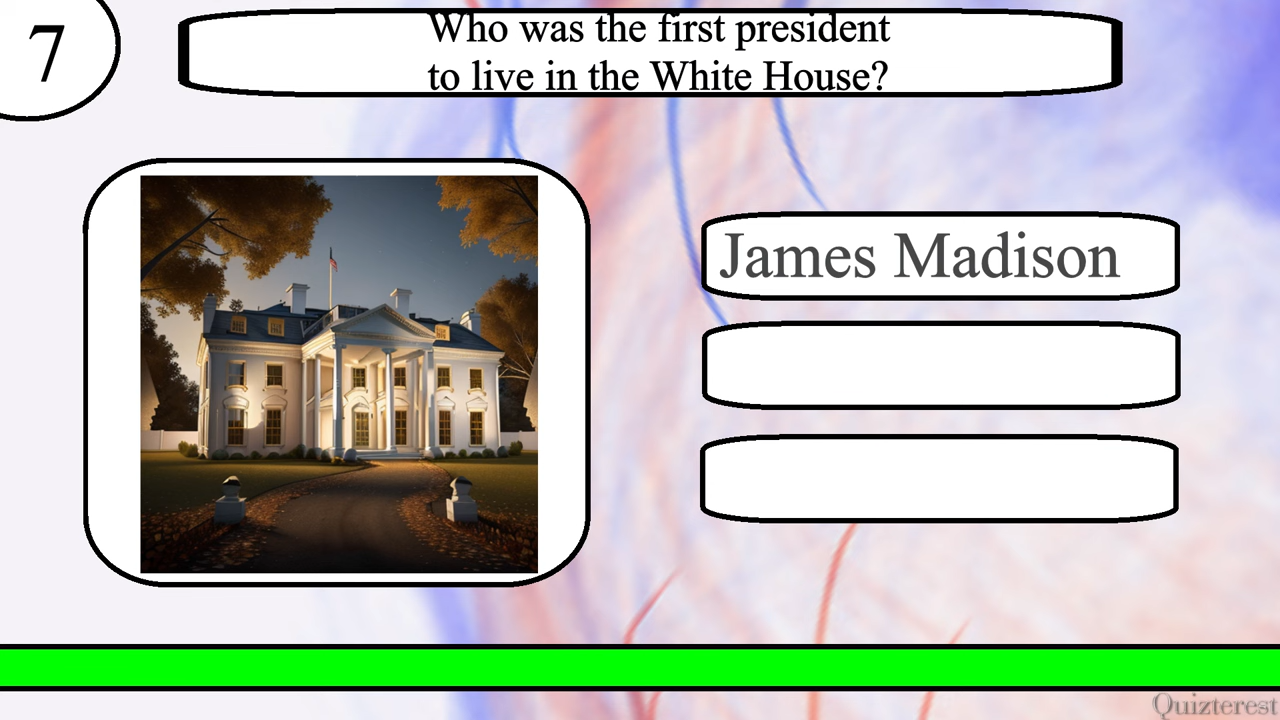 7
Who was the first president
to live in the White House?
James Madison
Quizterest